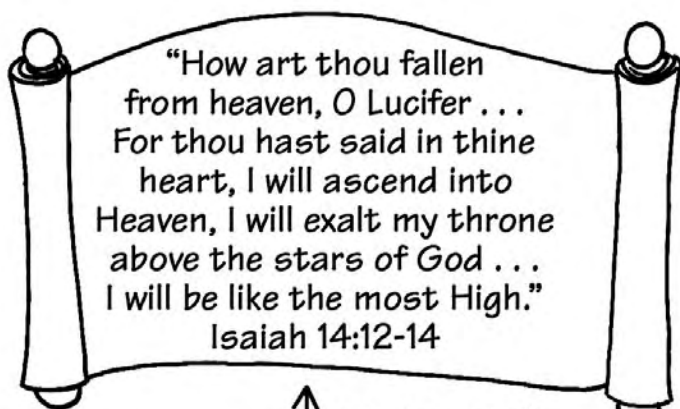 “How art thou fallen
from heaven, O Lucifer . . .
For thou hast said in thine
heart, I will ascend into
Heaven, I will exalt my throne
above the stars of God . . .
I will be like the most High.”
Isaiah 14:12-14